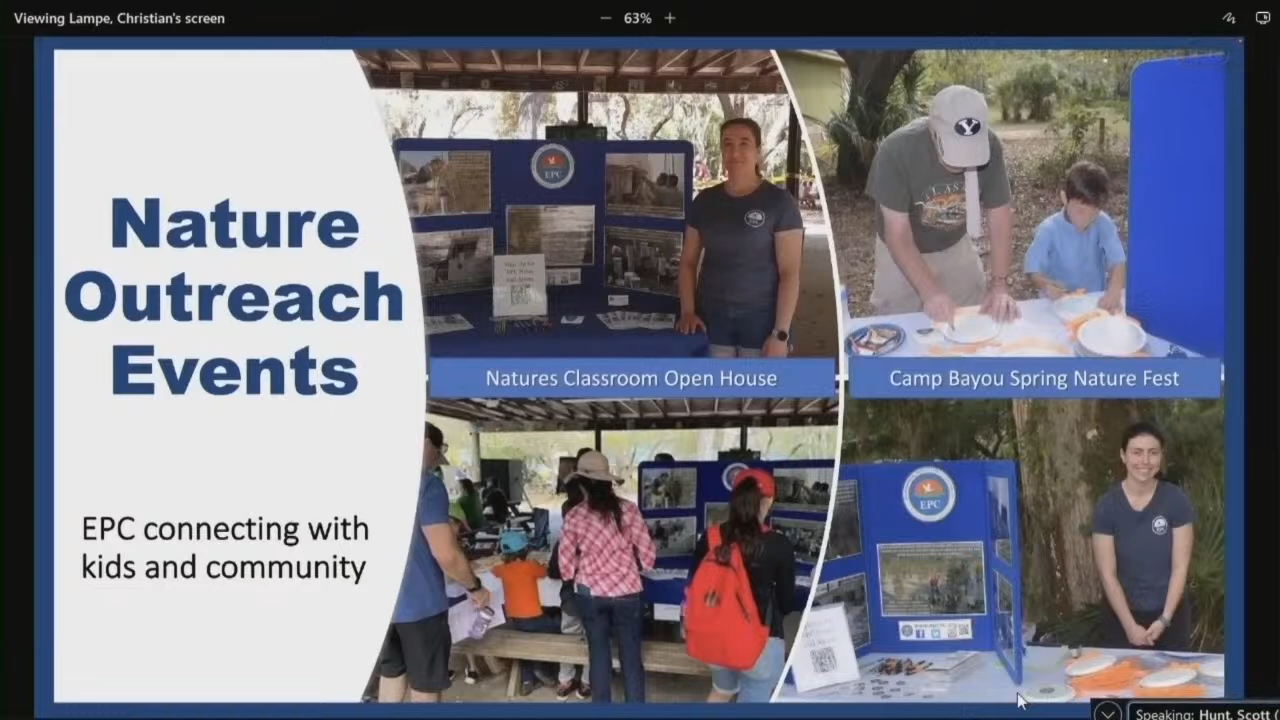 Viewing Lampe, Christian's screen
63%
Nature
Outreach
Events
EPC connecting with
kids and community
EPC
Natures Classroom Open House
Y
Camp Bayou Spring Nature Fest
EPC
Speaking: Hunt, Scott (